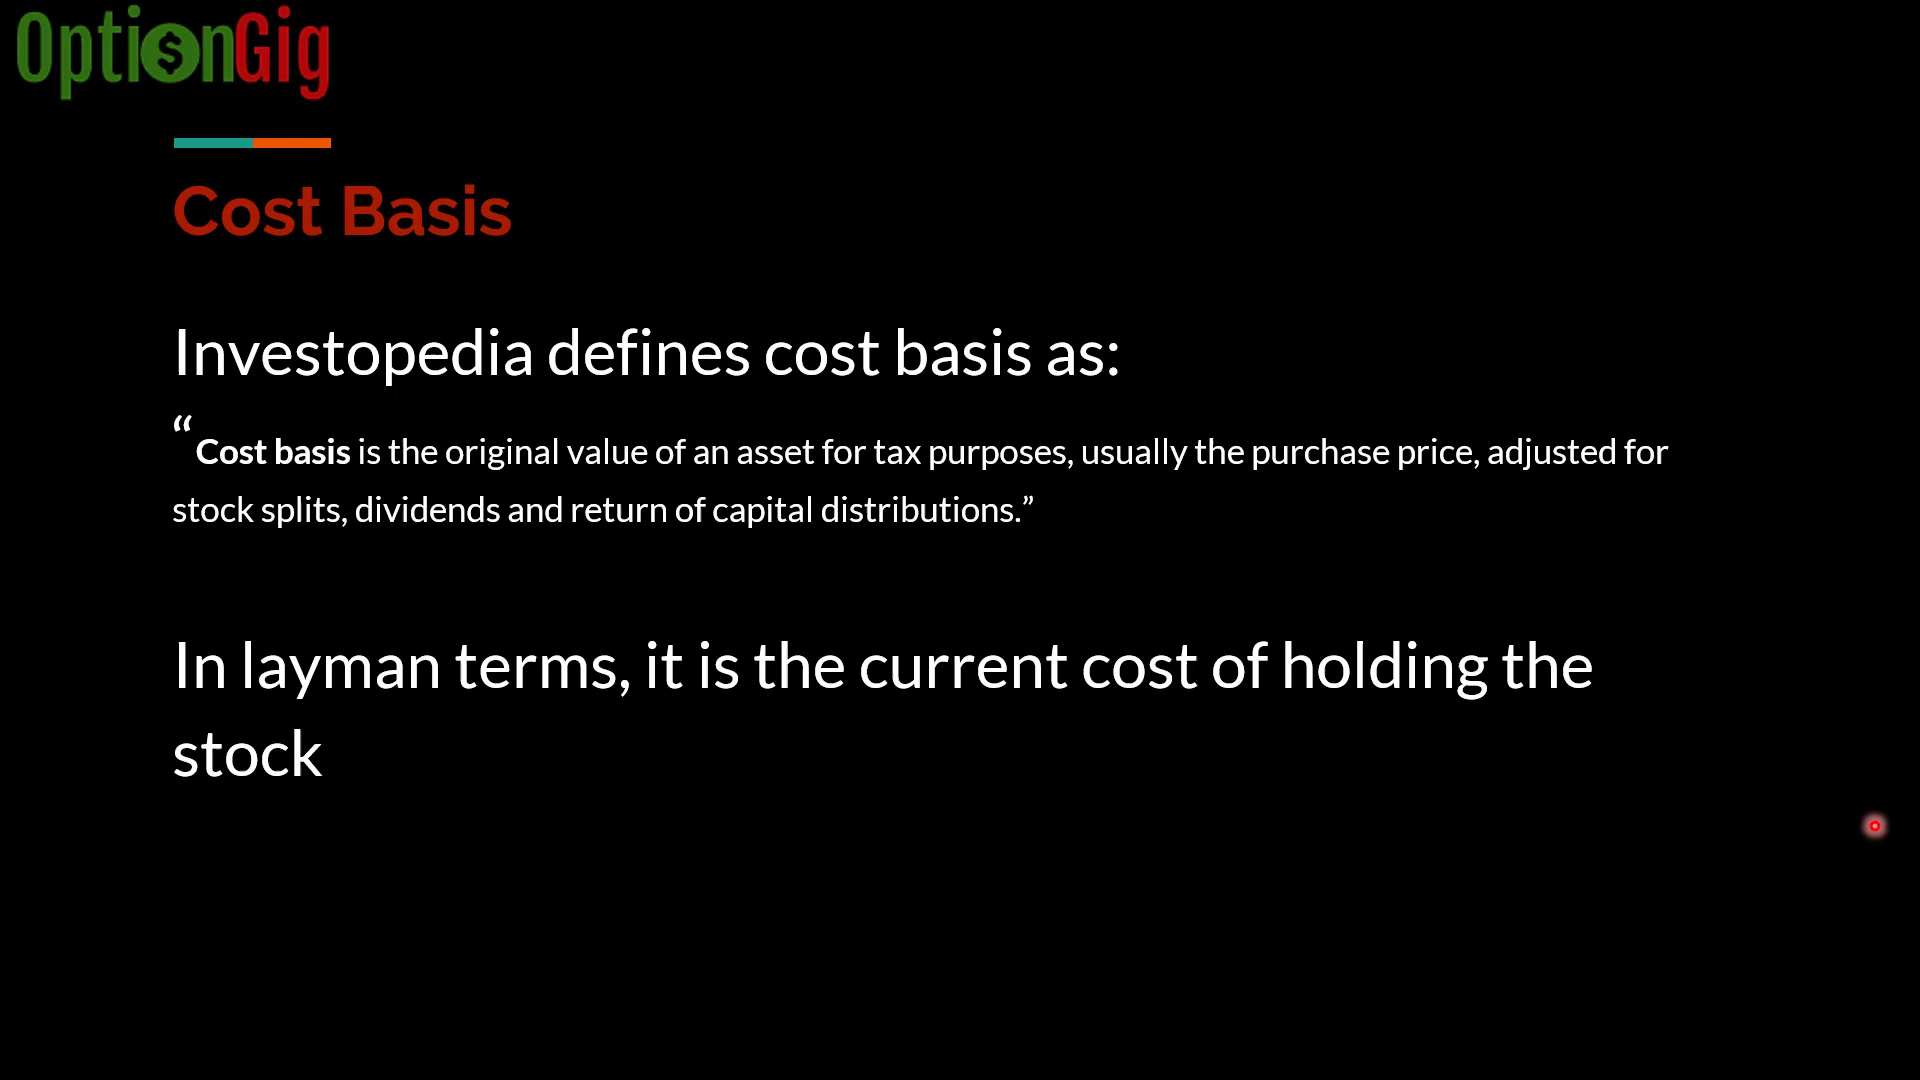 OptionGig
Cost Basis
Investopedia defines cost basis as:
“Cost basis is the original value of an asset for tax purposes, usually the purchase price, adjusted for
stock splits, dividends and return of capital distributions.”
In layman terms, it is the current cost of holding the
stock